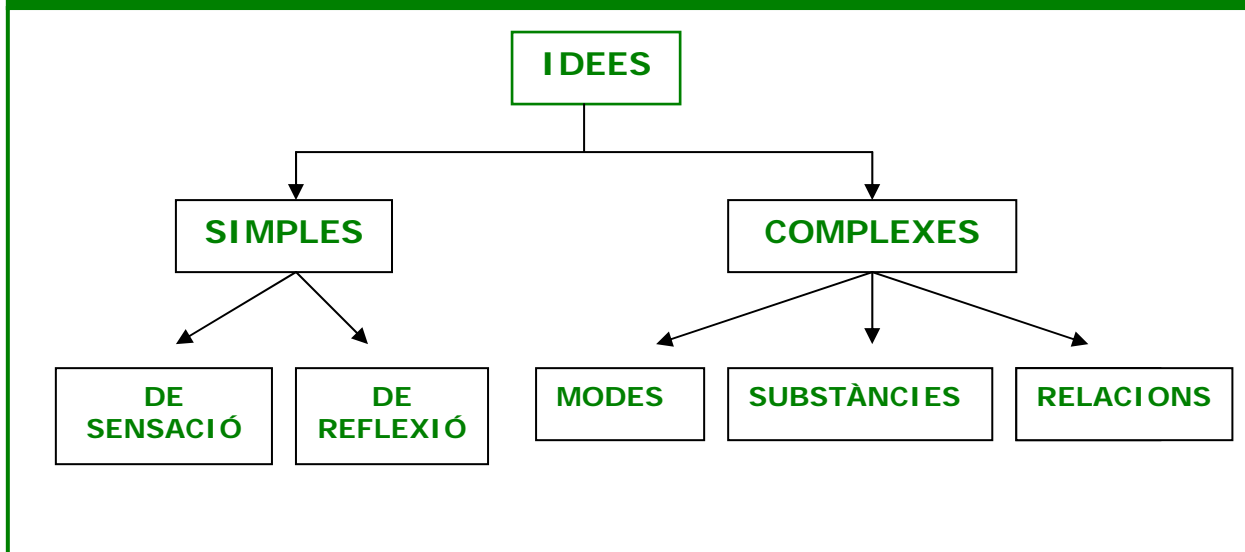 IDEES
SIMPLES
COMPLEXES
DE
SENSACIÓ
DE
REFLEXIÓ
MODES
SUBSTÀNCIES
RELACIONS